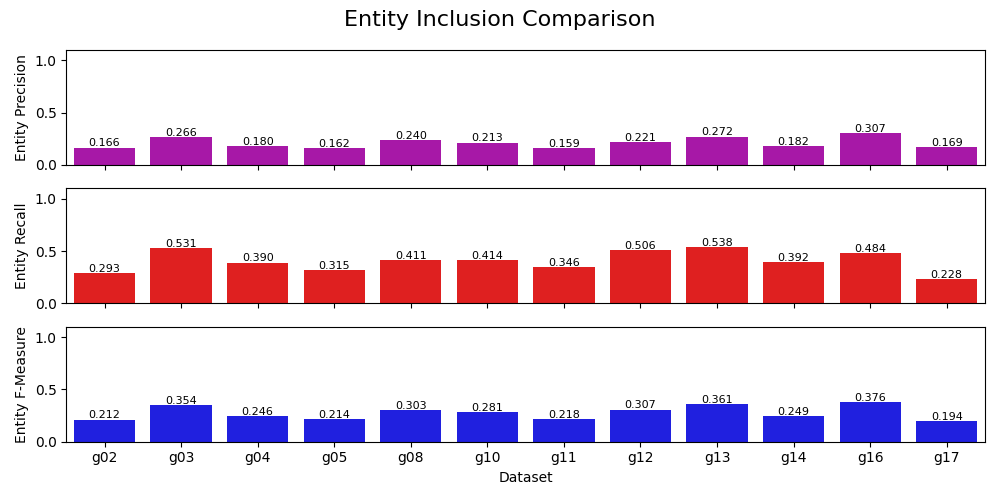 Entity Inclusion Comparison
Entity Precision
1.0
0.5
0.0
0.166 0.266 0.180 0.162 0.240 0.213 0.159 0.221 0.272 0.182 0.307 0.169
Entity Recall
1.0
0.5
0.0
0.293 0.531 0.390 0.315 0.411 0.414 0.346 0.506 0.538 0.392 0.484 0.228
Entity F-Measure
1.0
0.5
0.0
0.212 0.354 0.246 0.214 0.303 0.281 0.218 0.307 0.361 0.249 0.376 0.194
g02 g03 g04 g05 g08 g10 g11 g12 g13 g14 g16 g17
Dataset